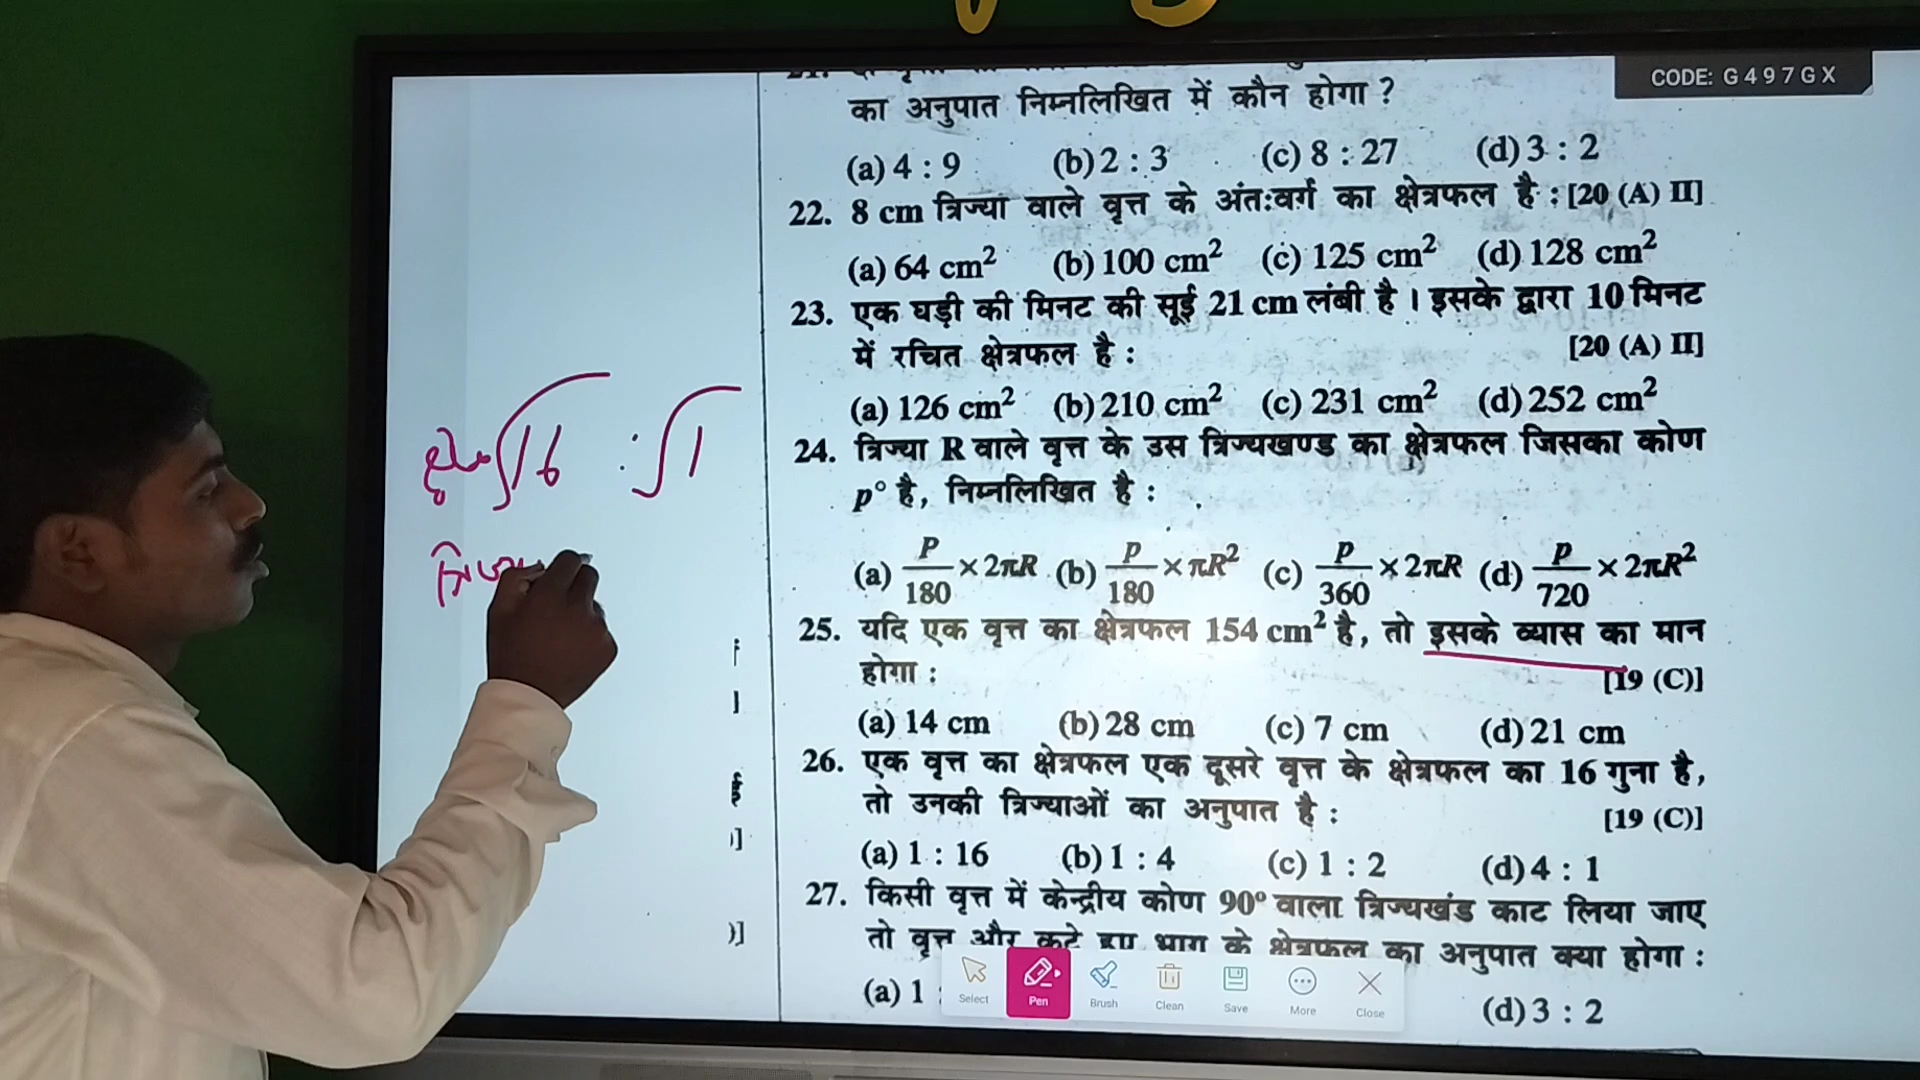 CODE: G497GX
का अनुपात निम्नलिखित में कौन होगा ?
(a) 4 : 9 (b) 2 : 3 (c) 8 : 27 (d) 3 : 2
22. 8 cm त्रिज्या वाले वृत्त के अंतःवर्ग का क्षेत्रफल है : [20 (A) II]
(a) 64 cm² (b) 100 cm² (c) 125 cm² (d) 128 cm²
23. एक घड़ी की मिनट की सूई 21 cm लंबी है । इसके द्वारा 10 मिनट
में रचित क्षेत्रफल है : [20 (A) II]
(a) 126 cm² (b) 210 cm² (c) 231 cm² (d) 252 cm²
24. त्रिज्या R वाले वृत्त के उस त्रिज्यखण्ड का क्षेत्रफल जिसका कोण
p° है, निम्नलिखित है :
(a) P/180 × 2πR (b) p/180 × πR² (c) p/360 × 2πR (d) p/720 × 2πR²
25. यदि एक वृत्त का क्षेत्रफल 154 cm² है, तो इसके व्यास का मान
होगा : [19 (C)]
(a) 14 cm (b) 28 cm (c) 7 cm (d) 21 cm
26. एक वृत्त का क्षेत्रफल एक दूसरे वृत्त के क्षेत्रफल का 16 गुना है,
तो उनकी त्रिज्याओं का अनुपात है : [19 (C)]
(a) 1 : 16 (b) 1 : 4 (c) 1 : 2 (d) 4 : 1
27. किसी वृत्त में केन्द्रीय कोण 90° वाला त्रिज्यखंड काट लिया जाए
तो वृत्त और कटे हुए भाग के क्षेत्रफल का अनुपात क्या होगा :
(a) 1 (d) 3 : 2
√16 : √1
Select Pen Brush Clean Save More Close